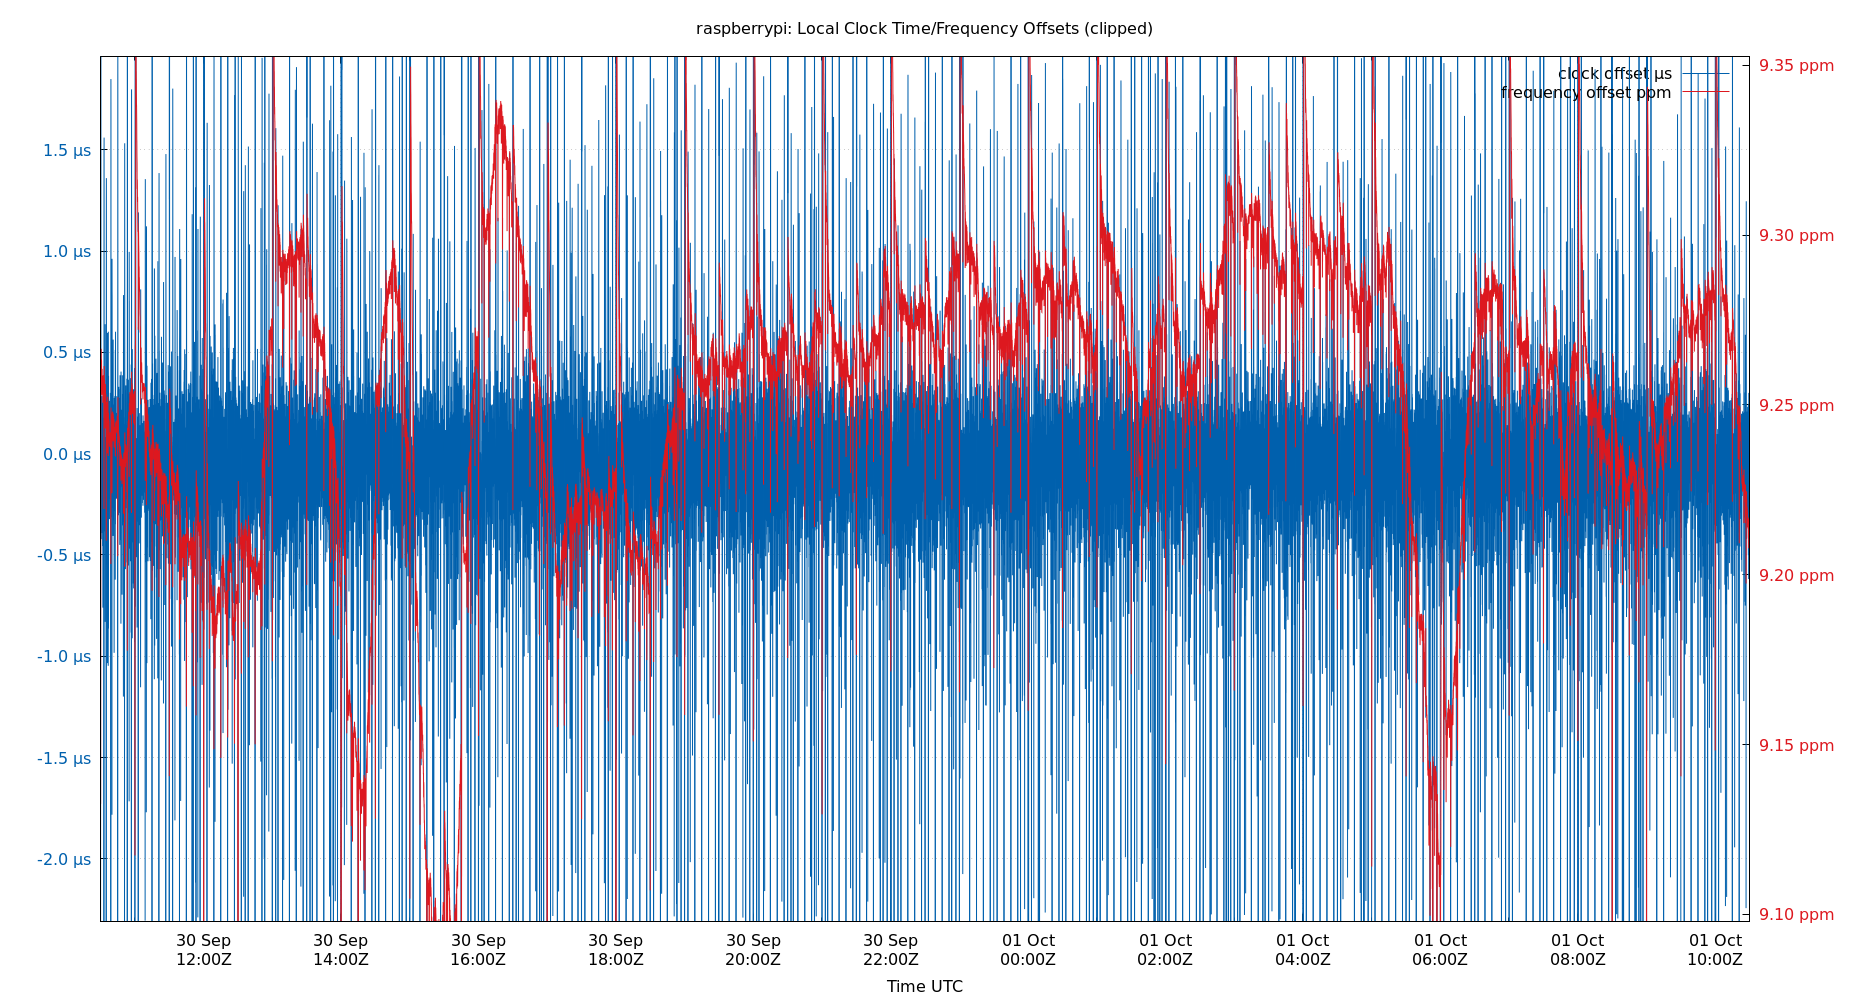 raspberrypi: Local Clock Time/Frequency Offsets (clipped)
clock offset µs
frequency offset ppm
1.5 µs
1.0 µs
0.5 µs
0.0 µs
-0.5 µs
-1.0 µs
-1.5 µs
-2.0 µs
9.35 ppm
9.30 ppm
9.25 ppm
9.20 ppm
9.15 ppm
9.10 ppm
30 Sep 30 Sep 30 Sep 30 Sep 30 Sep 30 Sep 01 Oct 01 Oct 01 Oct 01 Oct 01 Oct 01 Oct
12:00Z 14:00Z 16:00Z 18:00Z 20:00Z 22:00Z 00:00Z 02:00Z 04:00Z 06:00Z 08:00Z 10:00Z
Time UTC